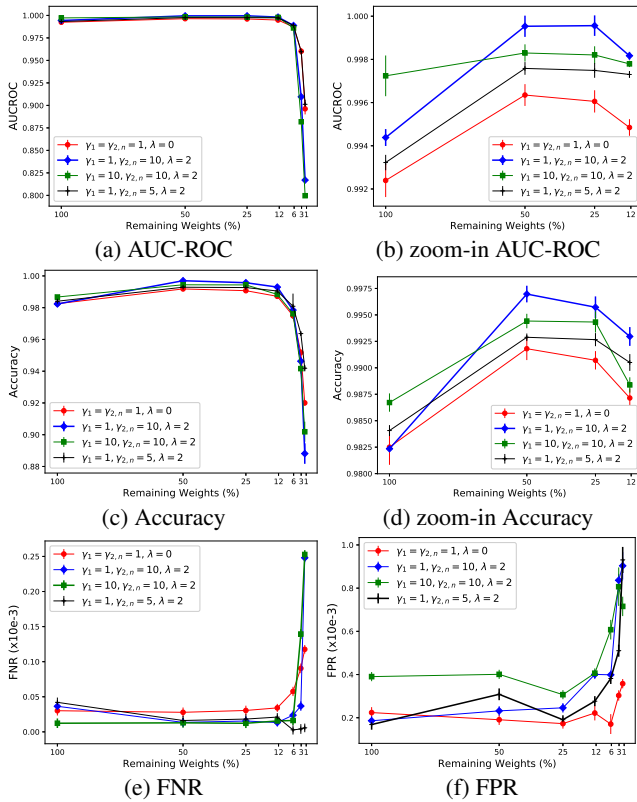 1.000
0.975
0.950
0.925
0.900
0.875
0.850
0.825
0.800
AUCROC
γ₁ = γ₂,ₙ = 1, λ = 0
γ₁ = 1, γ₂,ₙ = 10, λ = 2
γ₁ = 10, γ₂,ₙ = 10, λ = 2
γ₁ = 1, γ₂,ₙ = 5, λ = 2
100 50 25 12 6 31
Remaining Weights (%)
(a) AUC-ROC
1.000
0.998
0.996
0.994
0.992
AUCROC
γ₁ = γ₂,ₙ = 1, λ = 0
γ₁ = 1, γ₂,ₙ = 10, λ = 2
γ₁ = 10, γ₂,ₙ = 10, λ = 2
γ₁ = 1, γ₂,ₙ = 5, λ = 2
100 50 25 12
Remaining Weights (%)
(b) zoom-in AUC-ROC
1.00
0.98
0.96
0.94
0.92
0.90
0.88
Accuracy
γ₁ = γ₂,ₙ = 1, λ = 0
γ₁ = 1, γ₂,ₙ = 10, λ = 2
γ₁ = 10, γ₂,ₙ = 10, λ = 2
γ₁ = 1, γ₂,ₙ = 5, λ = 2
100 50 25 12 6 31
Remaining Weights (%)
(c) Accuracy
0.9975
0.9950
0.9925
0.9900
0.9875
0.9850
0.9825
0.9800
Accuracy
γ₁ = γ₂,ₙ = 1, λ = 0
γ₁ = 1, γ₂,ₙ = 10, λ = 2
γ₁ = 10, γ₂,ₙ = 10, λ = 2
γ₁ = 1, γ₂,ₙ = 5, λ = 2
100 50 25 12
Remaining Weights (%)
(d) zoom-in Accuracy
0.25
0.20
0.15
0.10
0.05
0.00
FNR (x10e-3)
γ₁ = γ₂,ₙ = 1, λ = 0
γ₁ = 1, γ₂,ₙ = 10, λ = 2
γ₁ = 10, γ₂,ₙ = 10, λ = 2
γ₁ = 1, γ₂,ₙ = 5, λ = 2
100 50 25 12 6 31
Remaining Weights (%)
(e) FNR
1.0
0.8
0.6
0.4
0.2
FPR (x10e-3)
γ₁ = γ₂,ₙ = 1, λ = 0
γ₁ = 1, γ₂,ₙ = 10, λ = 2
γ₁ = 10, γ₂,ₙ = 10, λ = 2
γ₁ = 1, γ₂,ₙ = 5, λ = 2
100 50 25 12 6 31
Remaining Weights (%)
(f) FPR